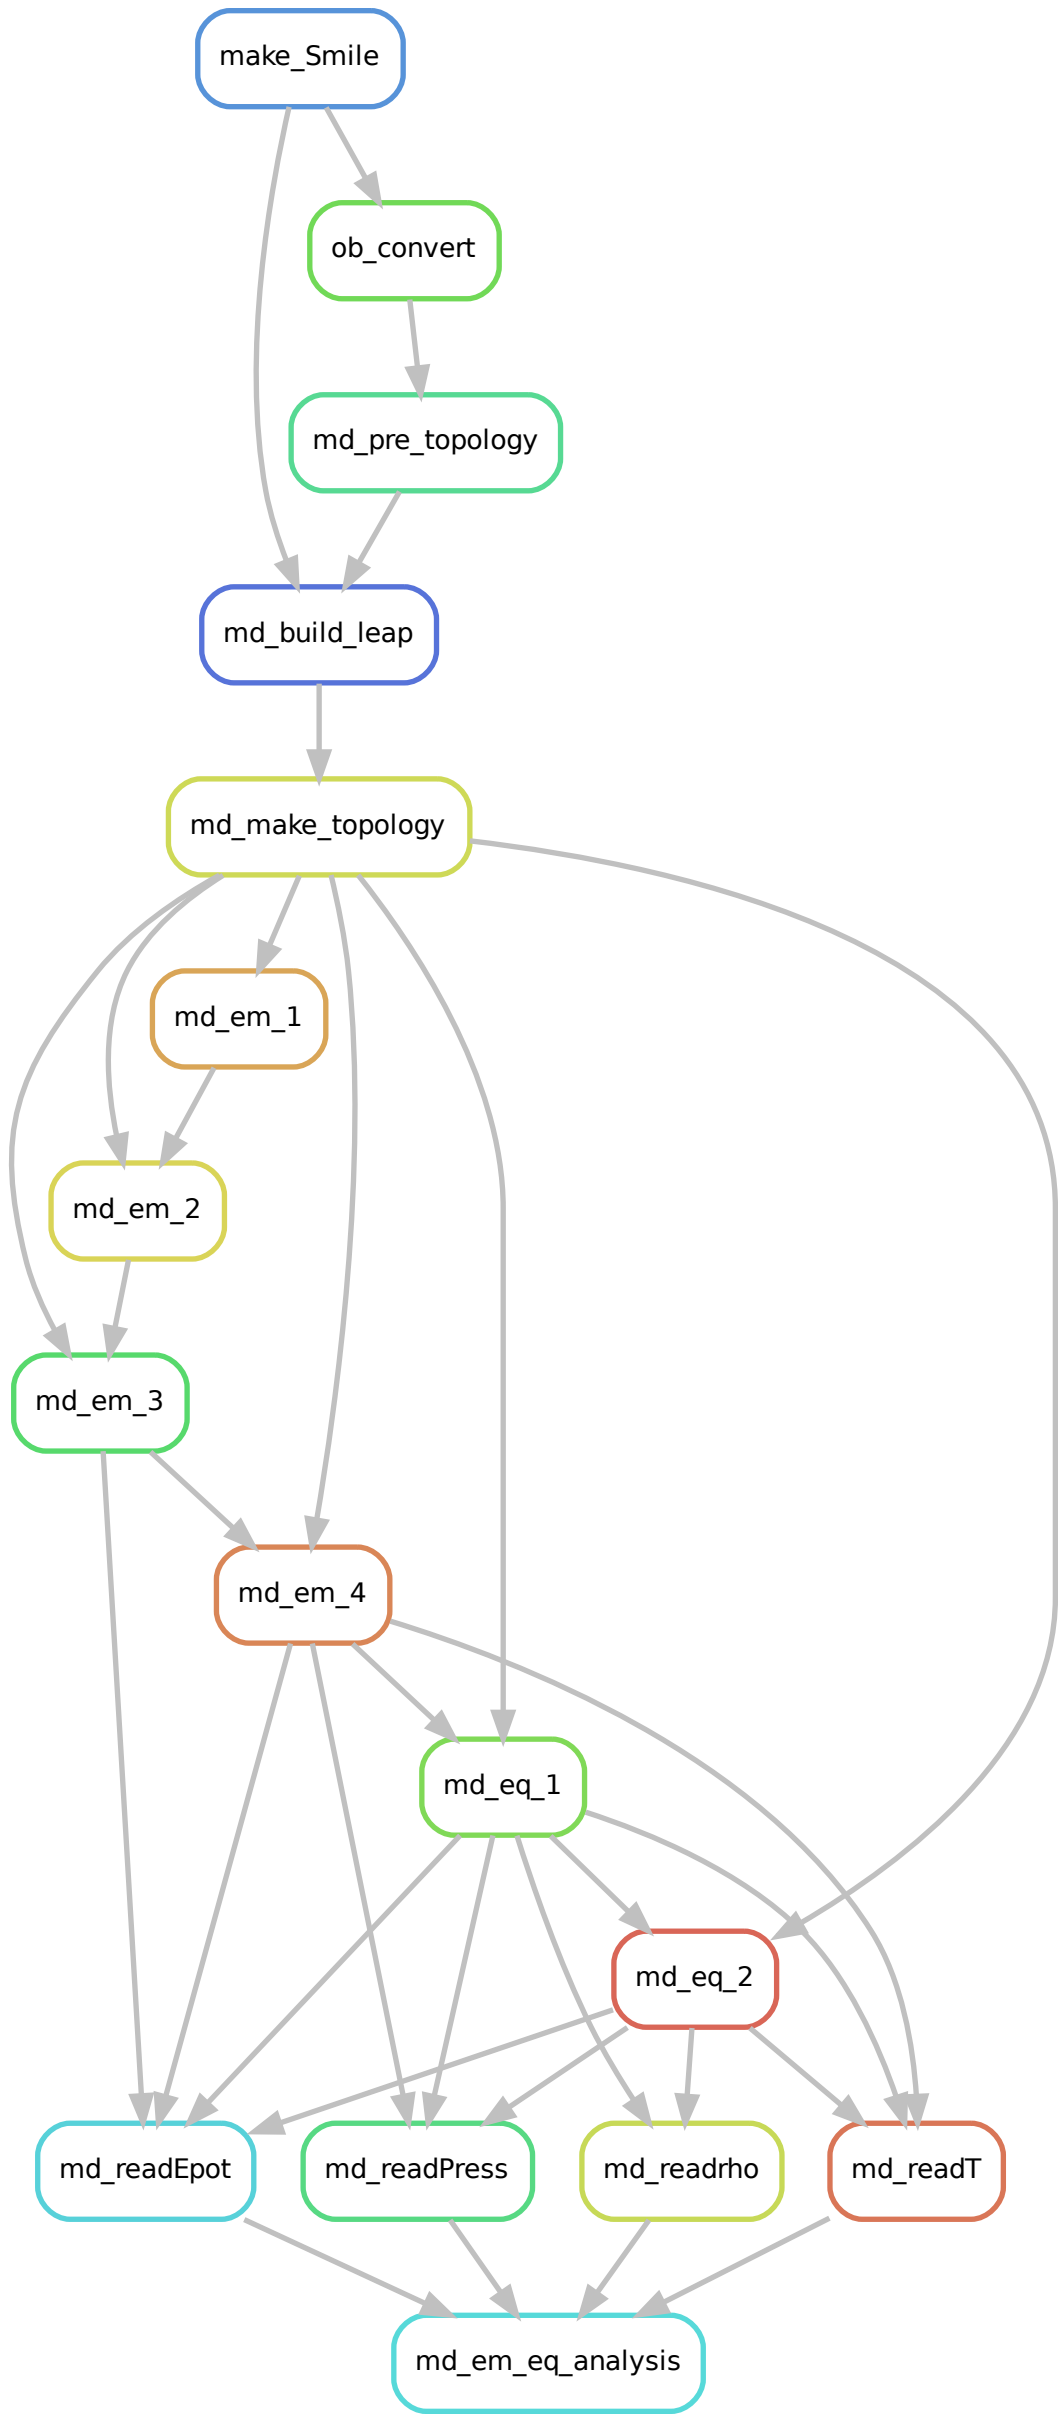 make_Smile
ob_convert
md_pre_topology
md_build_leap
md_make_topology
md_em_1
md_em_2
md_em_3
md_em_4
md_eq_1
md_eq_2
md_readEpot
md_readPress
md_readrho
md_readT
md_em_eq_analysis